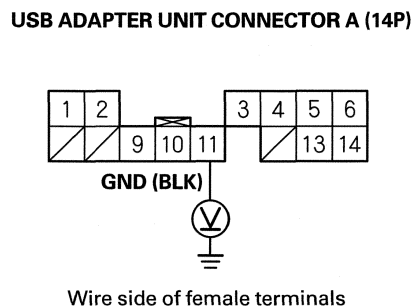 USB ADAPTER UNIT CONNECTOR A (14P)
1 2 3 4 5 6
9 10 11 13 14
GND (BLK)
V
Wire side of female terminals